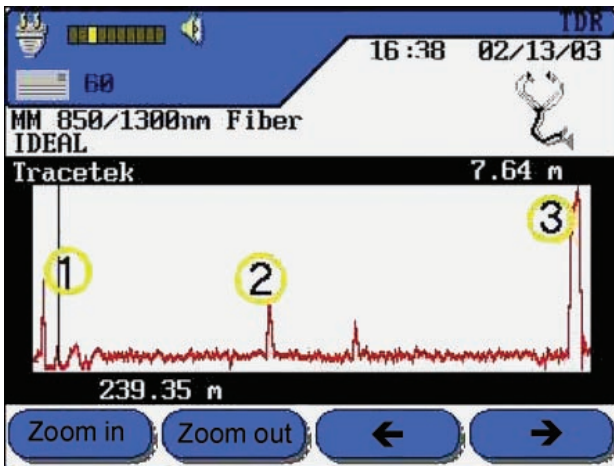 TDR
16:38 02/13/03
60
MM 850/1300nm Fiber
IDEAL
Tracetek 7.64 m
1
2
3
239.35 m
Zoom in Zoom out ← →